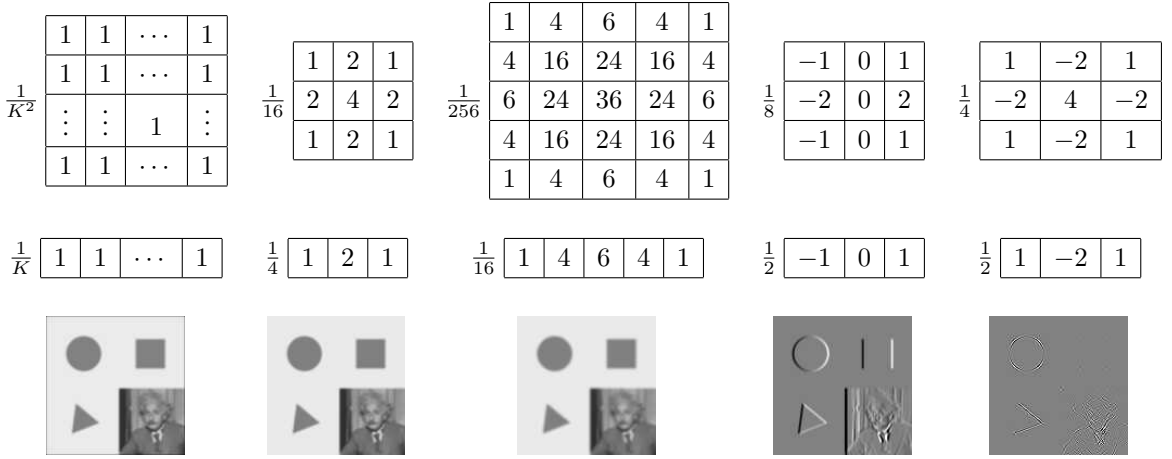 1/K² 1 1 ⋯ 1
1 1 ⋯ 1
⋮ ⋮ 1 ⋮
1 1 ⋯ 1
1/16 1 2 1
2 4 2
1 2 1
1/256 1 4 6 4 1
4 16 24 16 4
6 24 36 24 6
4 16 24 16 4
1 4 6 4 1
1/8 −1 0 1
−2 0 2
−1 0 1
1/4 1 −2 1
−2 4 −2
1 −2 1
1/K 1 1 ⋯ 1
1/4 1 2 1
1/16 1 4 6 4 1
1/2 −1 0 1
1/2 1 −2 1